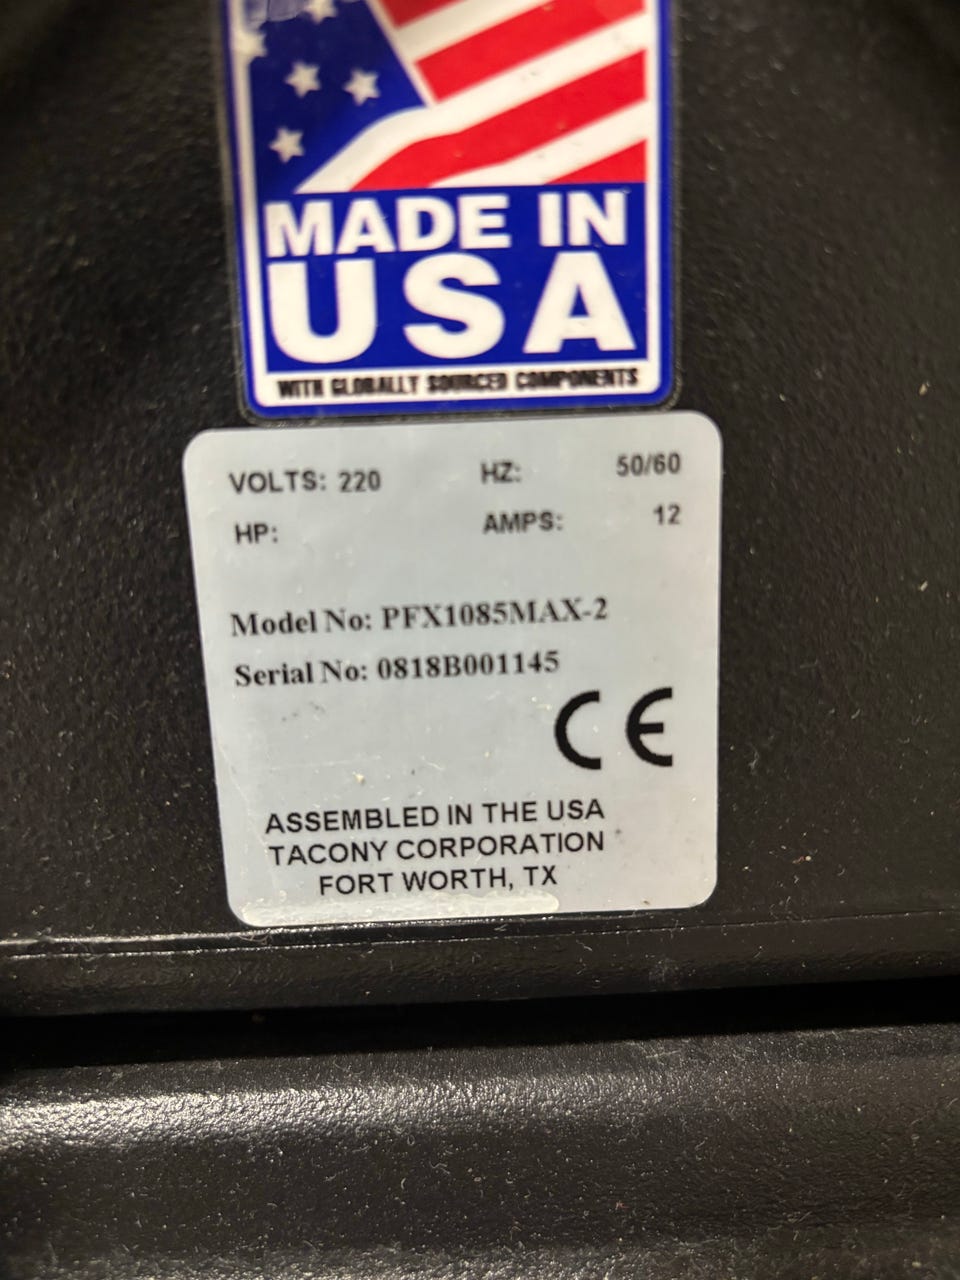 MADE IN
USA
WITH GLOBALLY SOURCED COMPONENTS
VOLTS: 220 HZ: 50/60
HP: AMPS: 12
Model No: PFX1085MAX-2
Serial No: 0818B001145
CE
ASSEMBLED IN THE USA
TACONY CORPORATION
FORT WORTH, TX